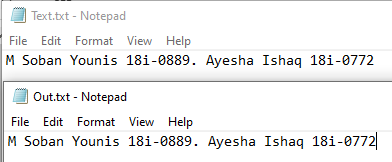 Text.txt - Notepad
File Edit Format View Help
M Soban Younis 18i-0889. Ayesha Ishaq 18i-0772
Out.txt - Notepad
File Edit Format View Help
M Soban Younis 18i-0889. Ayesha Ishaq 18i-0772